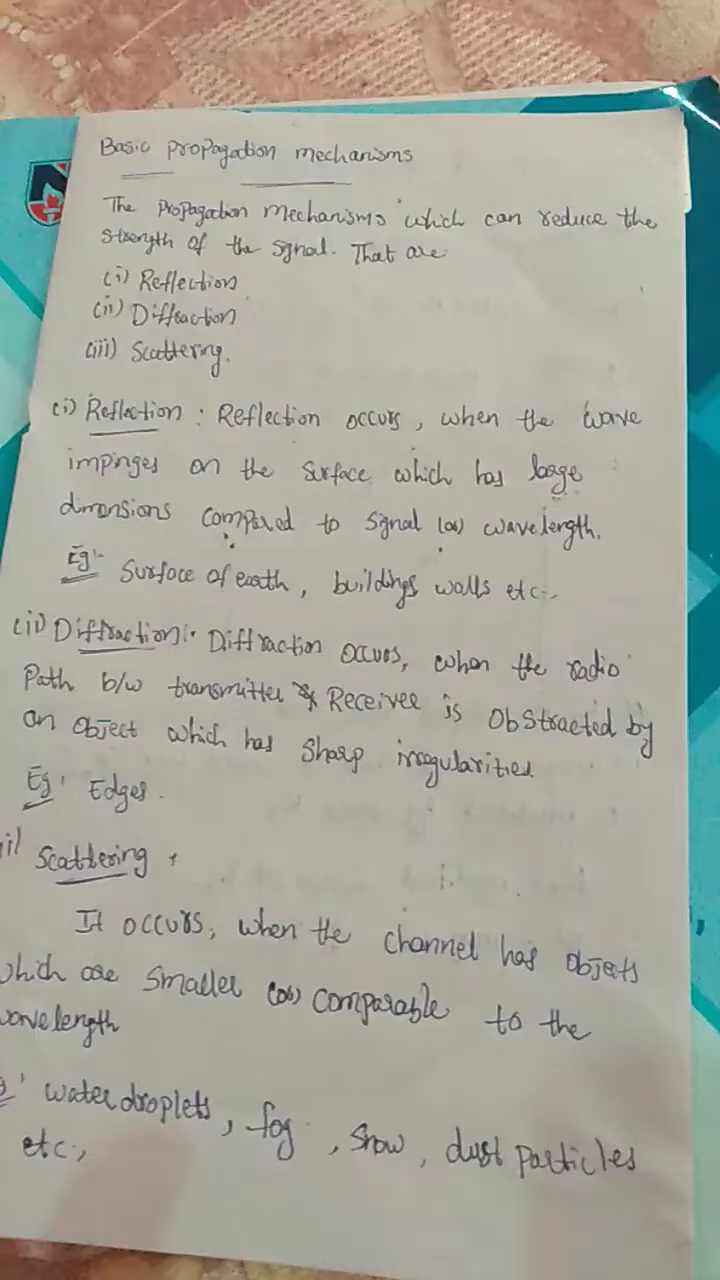 Basic Propagation mechanisms
The Propagation Mechanisms which can reduce the
Strength of the Signal. That are
(i) Reflection
(ii) Diffraction
(iii) Scattering.
(i) Reflection : Reflection occurs, when the wave
impinges on the surface which has large
dimensions compared to signal (or) wavelength.
Eg:- Surface of earth, buildings walls etc.,
(ii) Diffraction:. Diffraction occurs, when the radio
Path b/w transmitter & Receiver is Obstracted by
an object which has sharp irregularities
Eg: Edges.
Scattering
It occurs, when the channel has Objects
which are smaller (or) comparable to the
wavelength
water droplets, fog, snow, dust particles
etc.,